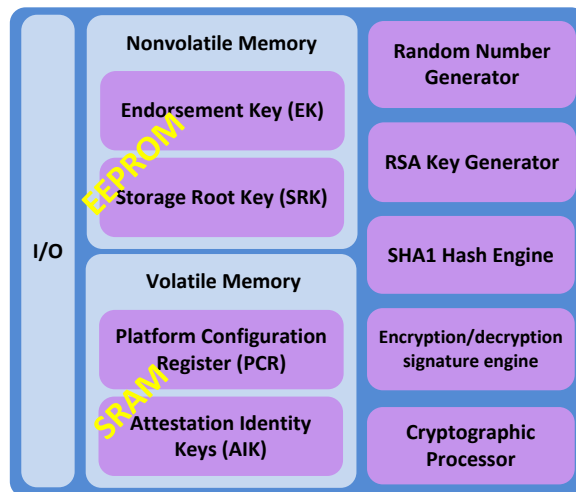 I/O
Nonvolatile Memory
Endorsement Key (EK)
EEPROM
Storage Root Key (SRK)
Volatile Memory
Platform Configuration
Register (PCR)
SRAM
Attestation Identity
Keys (AIK)
Random Number
Generator
RSA Key Generator
SHA1 Hash Engine
Encryption/decryption
signature engine
Cryptographic
Processor